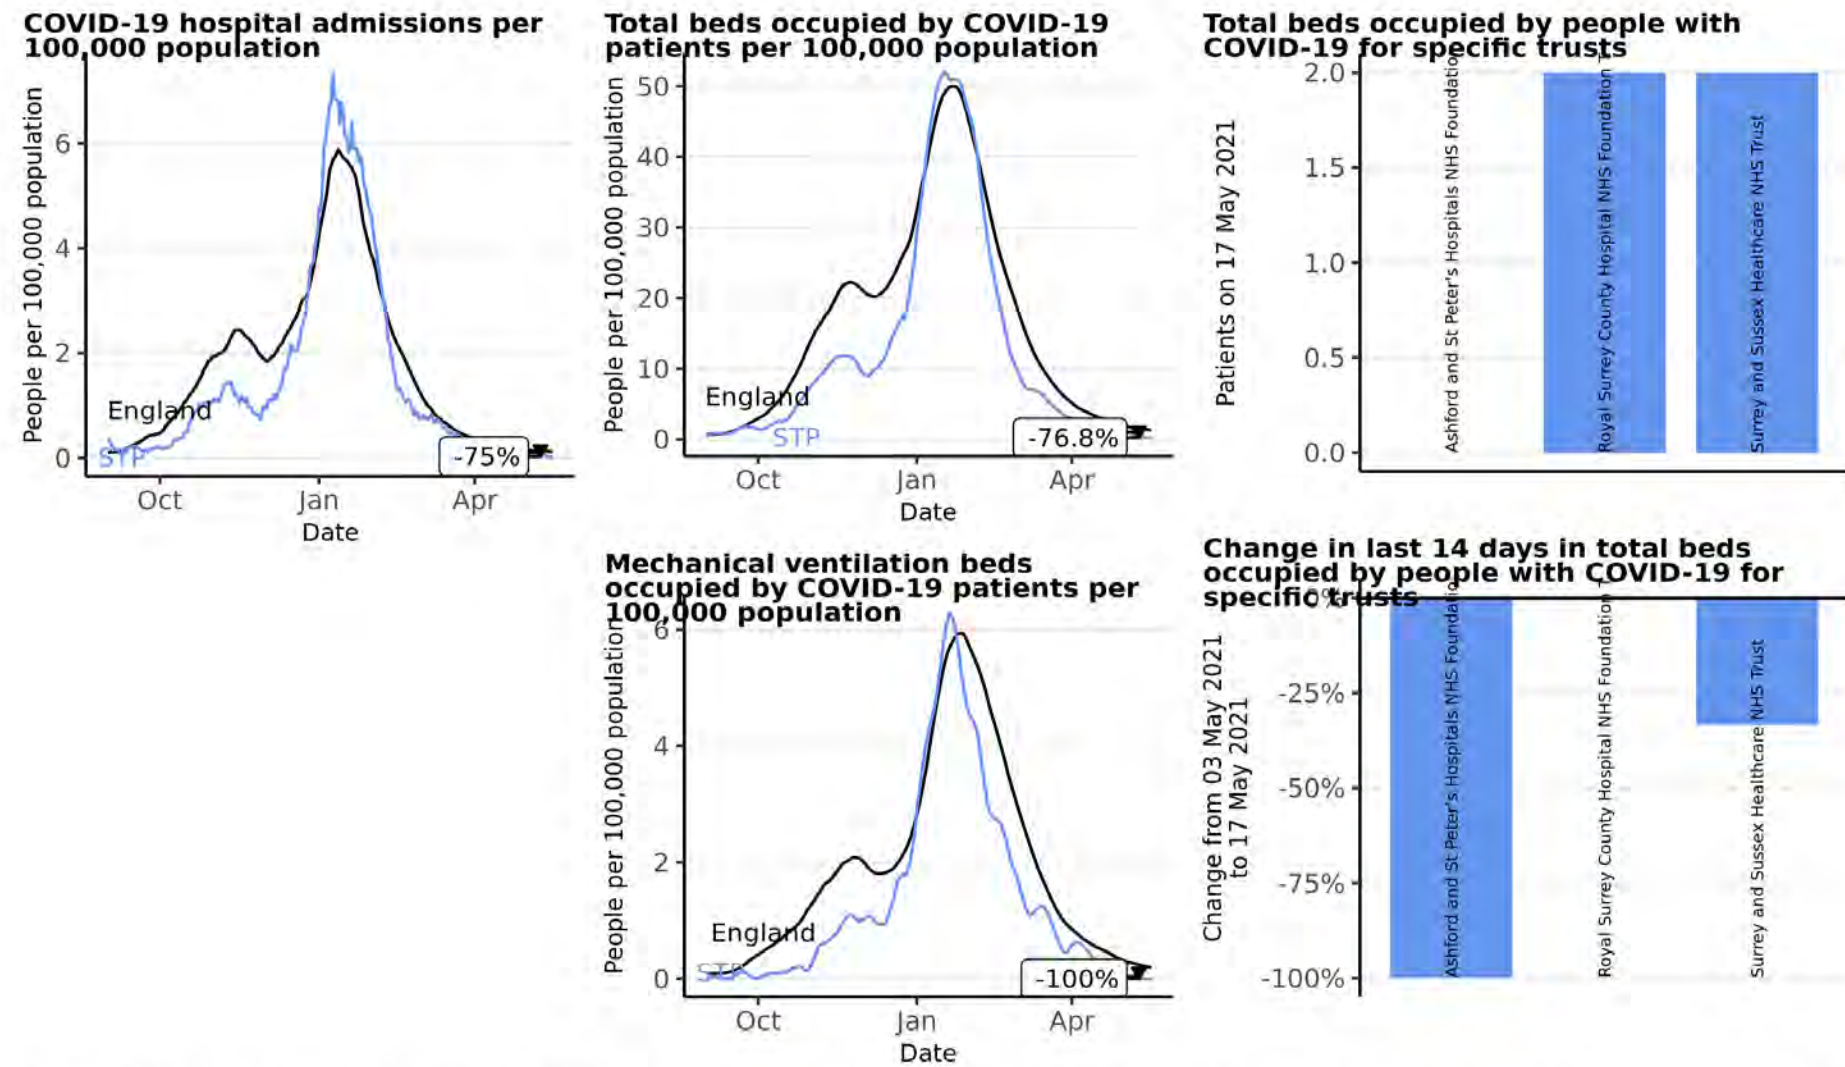 COVID-19 hospital admissions per
100,000 population
People per 100,000 population
6
4
2
0
England
STP
-75%
Oct
Jan
Apr
Date
Total beds occupied by COVID-19
patients per 100,000 population
People per 100,000 population
50
40
30
20
10
0
England
STP
-76.8%
Oct
Jan
Apr
Date
Total beds occupied by people with
COVID-19 for specific trusts
Patients on 17 May 2021
2.0
1.5
1.0
0.5
0.0
Ashford and St Peter's Hospitals NHS Foundation
Royal Surrey County Hospital NHS Foundation T
Surrey and Sussex Healthcare NHS Trust
Mechanical ventilation beds
occupied by COVID-19 patients per
100,000 population
People per 100,000 population
6
4
2
0
England
STP
-100%
Oct
Jan
Apr
Date
Change in last 14 days in total beds
occupied by people with COVID-19 for
specific trusts
Change from 03 May 2021
to 17 May 2021
0%
-25%
-50%
-75%
-100%
Ashford and St Peter's Hospitals NHS Foundation
Royal Surrey County Hospital NHS Foundation T
Surrey and Sussex Healthcare NHS Trust